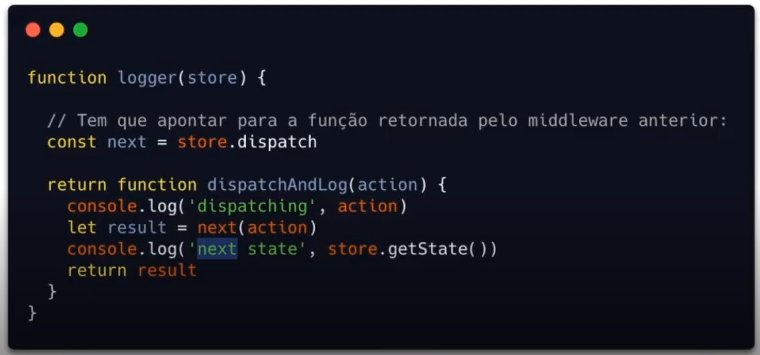 function logger(store) {
// Tem que apontar para a função retornada pelo middleware anterior:
const next = store.dispatch
return function dispatchAndLog(action) {
console.log('dispatching', action)
let result = next(action)
console.log('next state', store.getState())
return result
}
}